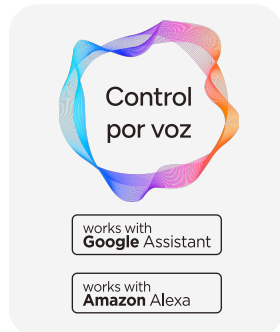 Control
por voz
works with
Google Assistant
works with
Amazon Alexa